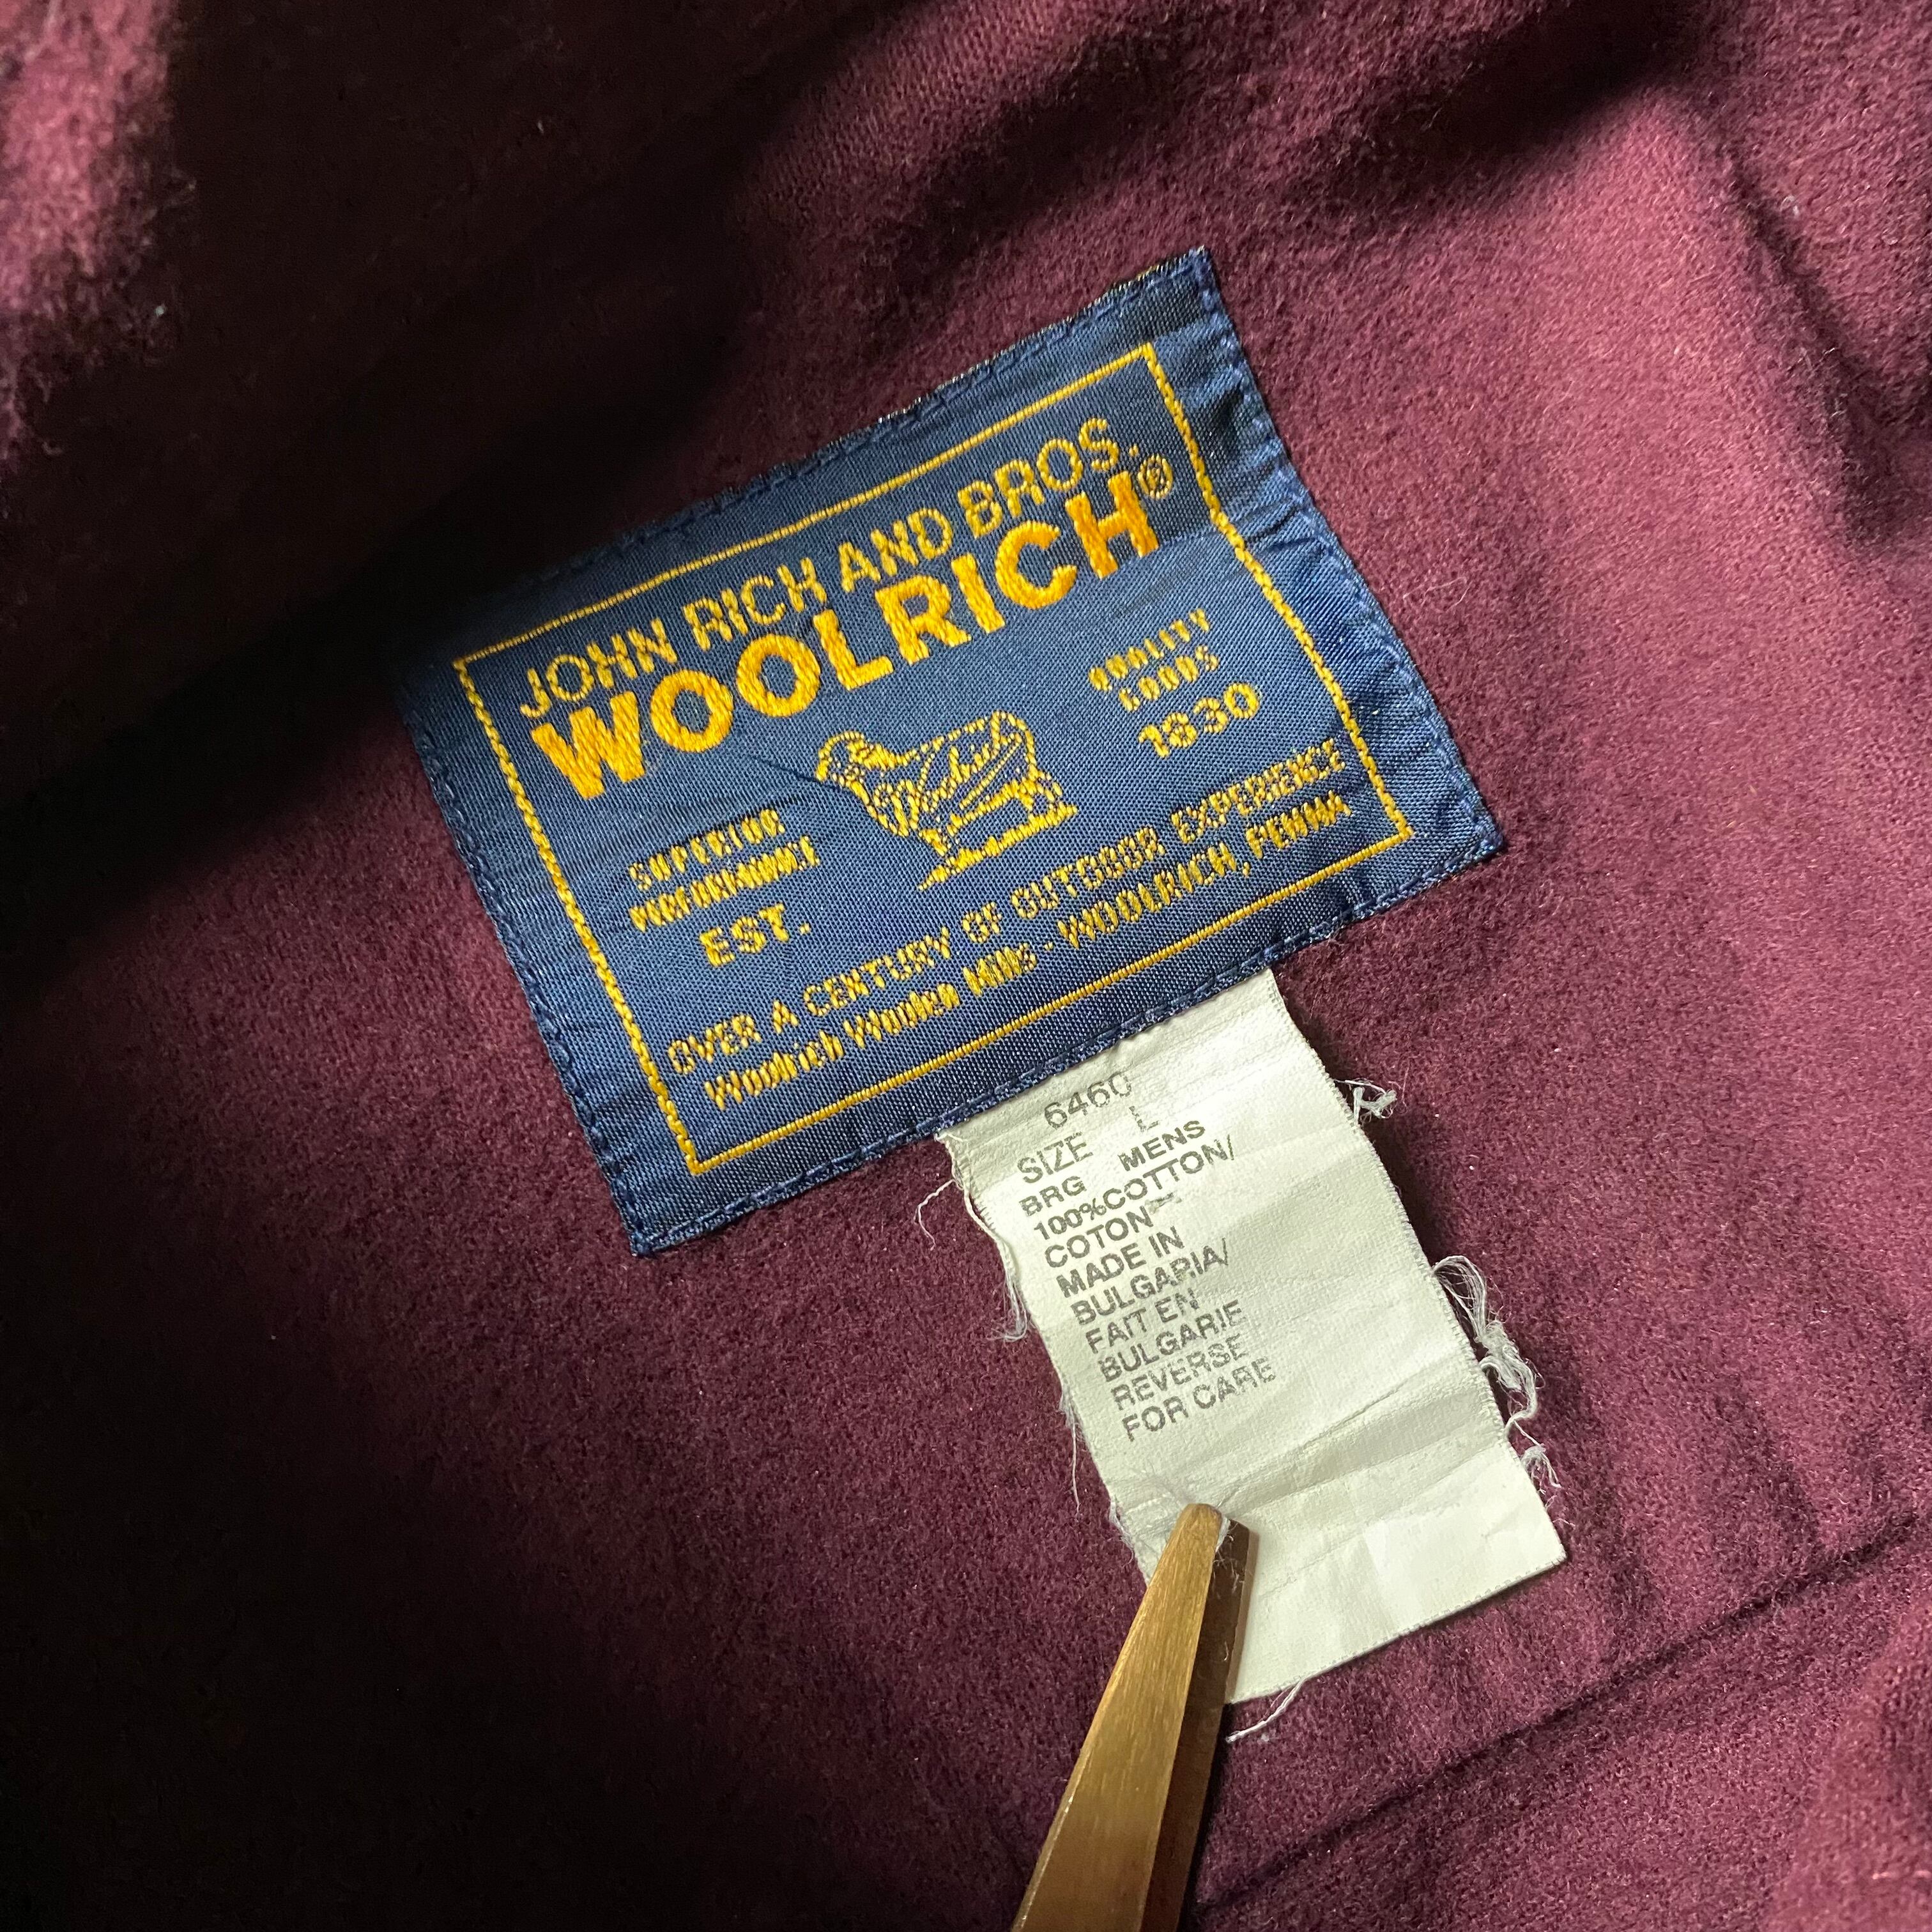 JOHN RICH AND BROS.
WOOLRICH®
SUPERIOR
PERFORMANCE
EST.
Woolrich
QUALITY
GOODS
1830
OVER A CENTURY OF OUTDOOR EXPERIENCE
Woolrich Woolen Mills - WOOLRICH, PENNA
6460
SIZE L
BRG MENS
100%COTTON/
COTON
MADE IN
BULGARIA/
FAIT EN
BULGARIE
REVERSE
FOR CARE